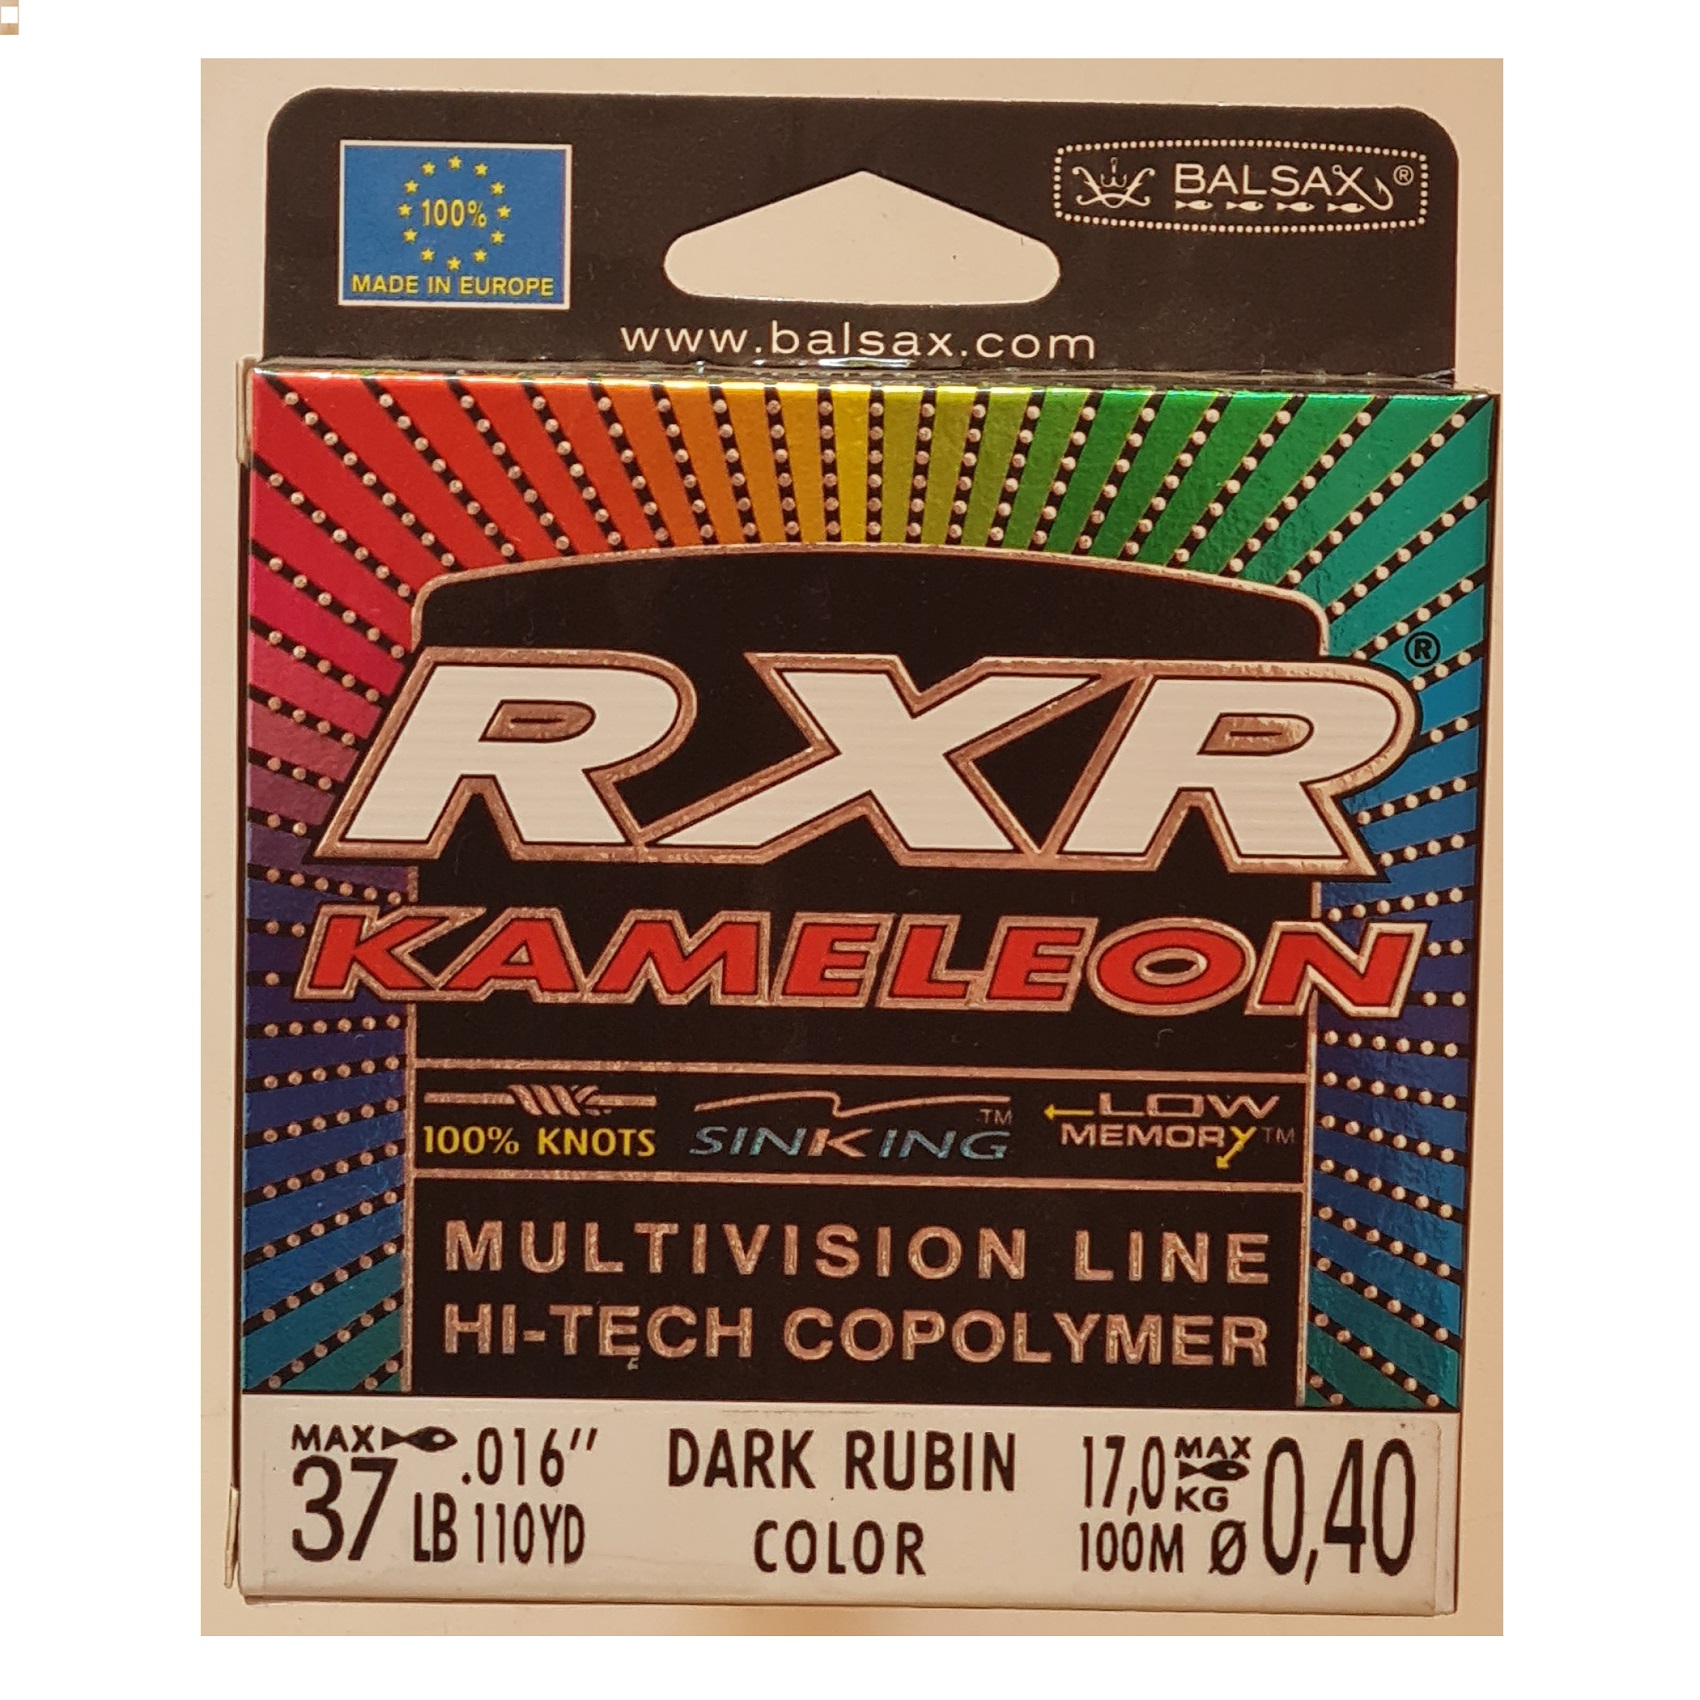 100%
MADE IN EUROPE
BALSAX®
www.balsax.com
RXR®
KAMELEON
100% KNOTS
SINKING™
LOW
MEMORY™
MULTIVISION LINE
HI-TECH COPOLYMER
MAX .016"
37 LB 110YD
DARK RUBIN
COLOR
17,0 MAX KG
100M Ø 0,40